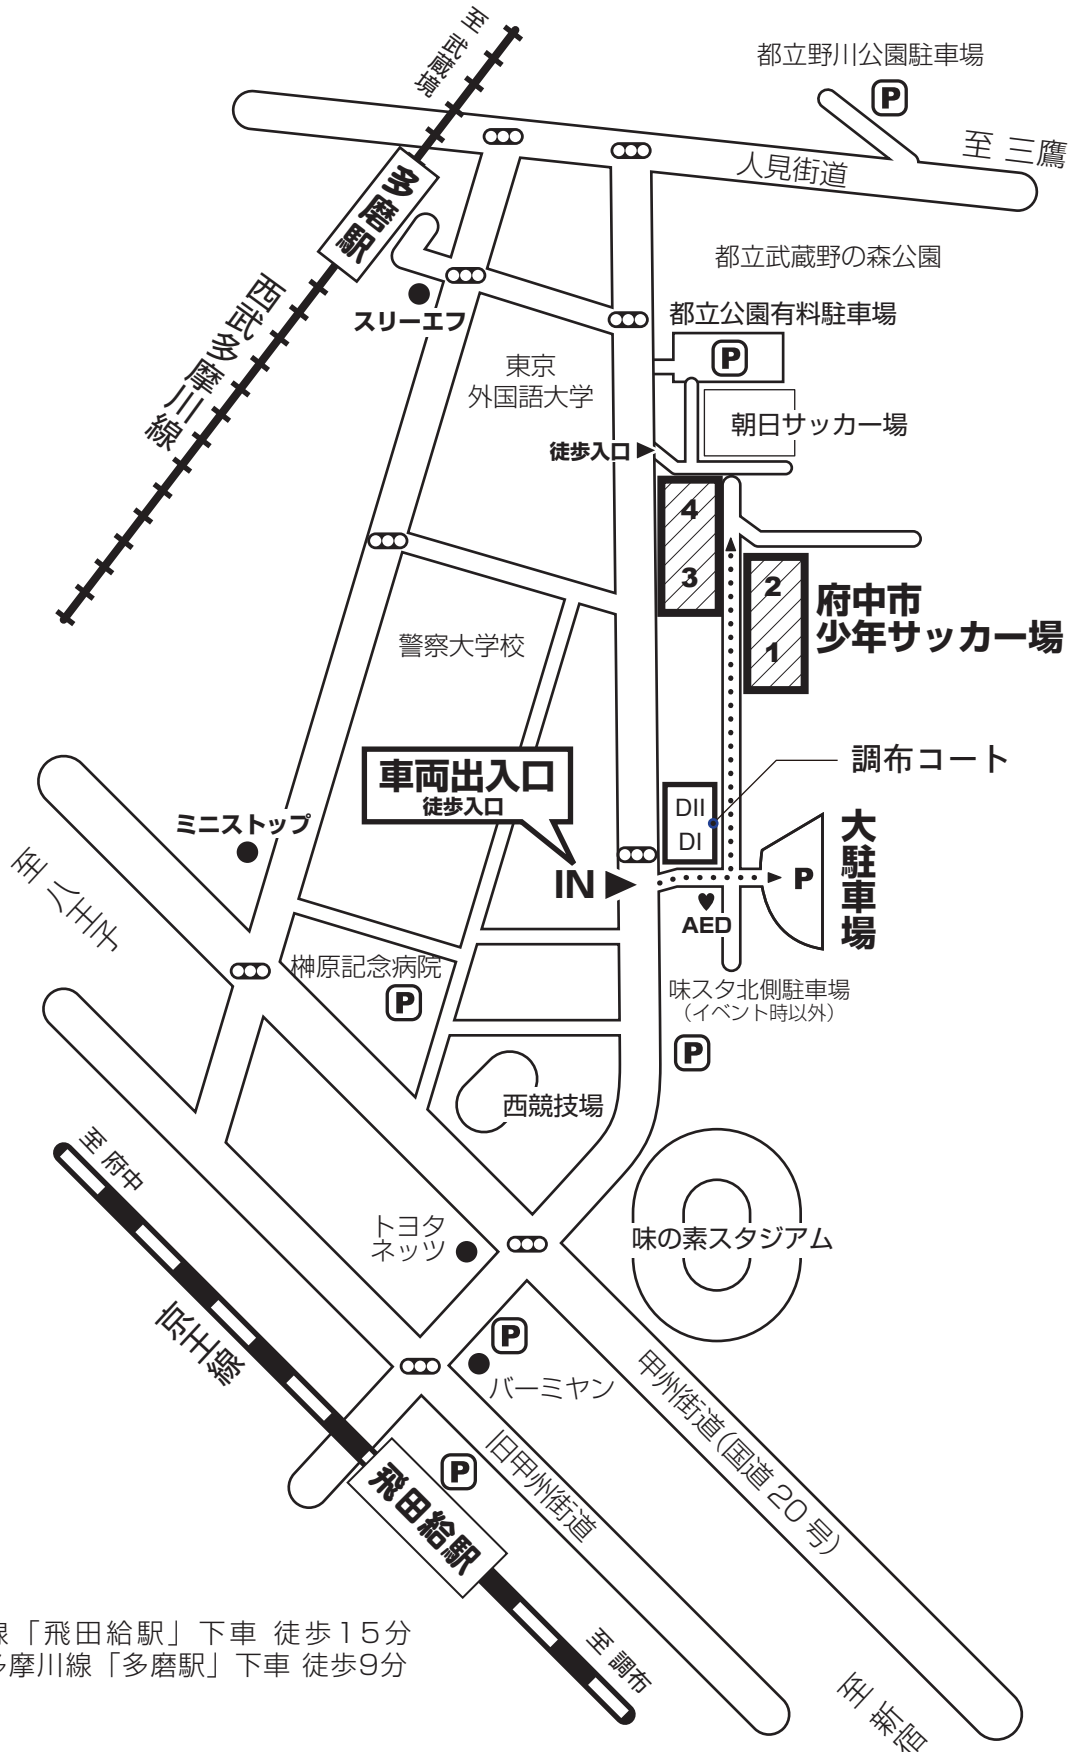 至 武蔵境
都立野川公園駐車場
P
至 三鷹
人見街道
多磨駅
都立武蔵野の森公園
西武多摩川線
スリーエフ
都立公園有料駐車場
P
東京
外国語大学
朝日サッカー場
徒歩入口
4
3
2
1
府中市
少年サッカー場
警察大学校
車両出入口
徒歩入口
調布コート
DII
DI
ミニストップ
大駐車場
P
IN
AED
至 八王子
榊原記念病院
P
味スタ北側駐車場
(イベント時以外)
P
西競技場
至 府中
トヨタ
ネッツ
味の素スタジアム
京王線
P
バーミヤン
甲州街道(国道 20 号)
旧甲州街道
P
飛田給駅
線「飛田給駅」下車 徒歩15分
多摩川線「多磨駅」下車 徒歩9分
至 調布
至 新宿